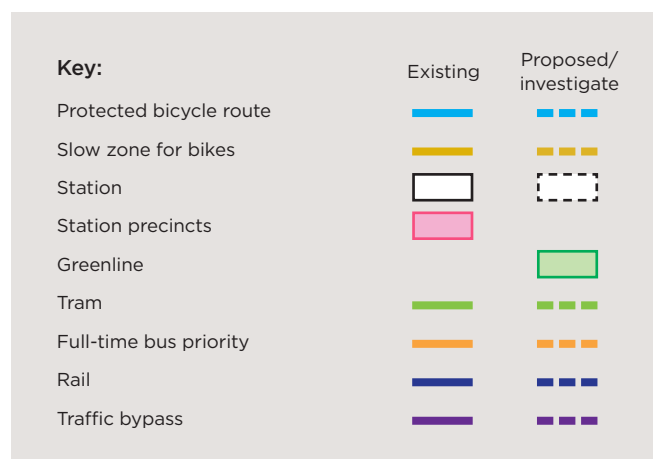 Key:
Existing
Proposed/
investigate
Protected bicycle route
Slow zone for bikes
Station
Station precincts
Greenline
Tram
Full-time bus priority
Rail
Traffic bypass